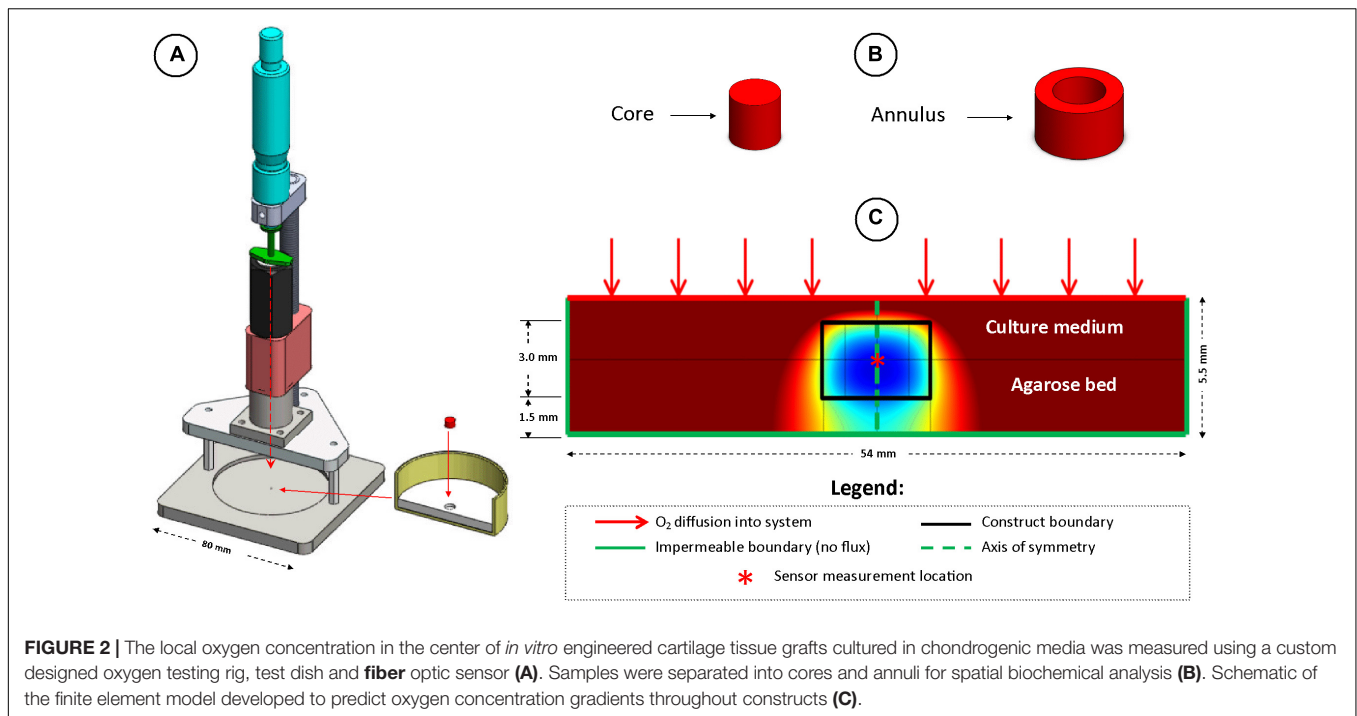 A
B
Core
Annulus
C
Culture medium
Agarose bed
3.0 mm
1.5 mm
5.5 mm
54 mm
80 mm
Legend:
O₂ diffusion into system
Construct boundary
Impermeable boundary (no flux)
Axis of symmetry
Sensor measurement location
FIGURE 2 | The local oxygen concentration in the center of in vitro engineered cartilage tissue grafts cultured in chondrogenic media was measured using a custom
designed oxygen testing rig, test dish and fiber optic sensor (A). Samples were separated into cores and annuli for spatial biochemical analysis (B). Schematic of
the finite element model developed to predict oxygen concentration gradients throughout constructs (C).